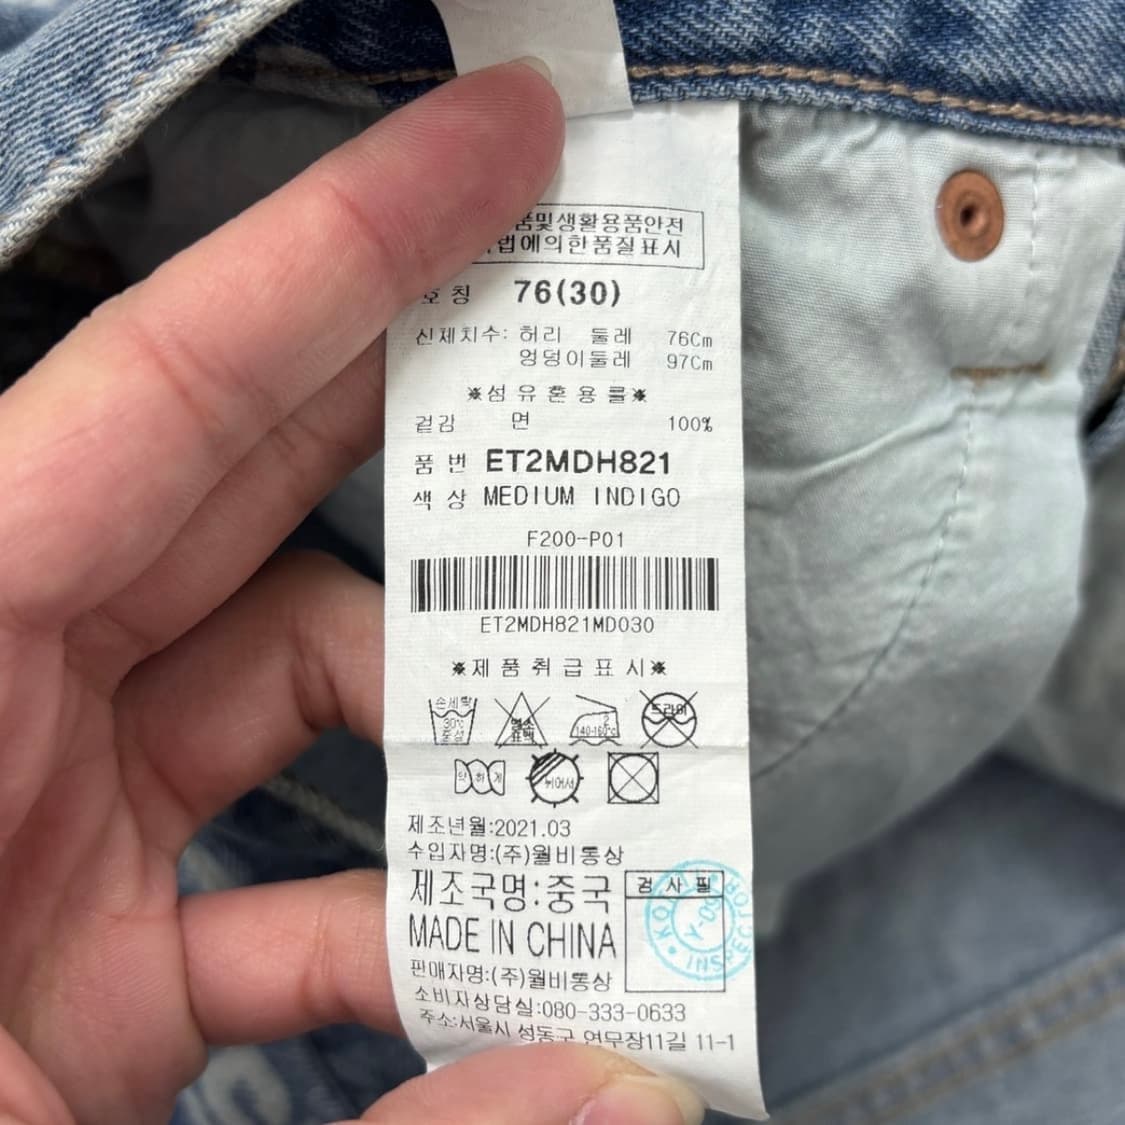 품및생활용품안전
법에의한품질표시
호칭 76(30)
신체치수: 허리 둘레 76Cm
엉덩이둘레 97Cm
※섬유혼용률※
겉감 면 100%
품번 ET2MDH821
색상 MEDIUM INDIGO
F200-P01
ET2MDH821MD030
※제품취급표시※
손세탁 30℃ 중성
염소 표백
2 140-160℃
드라이
약하게
뉘어서
제조년월:2021.03
수입자명:(주)월비통상
제조국명:중국
MADE IN CHINA
검사필
INSPECTOR
판매자명:(주)월비통상
소비자상담실:080-333-0633
주소:서울시 성동구 연무장11길 11-1